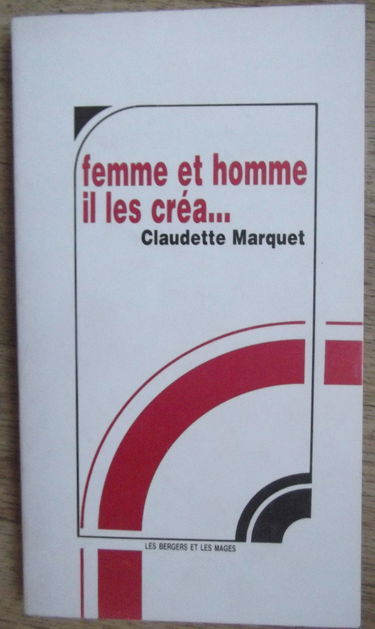 femme et homme
il les créa...
Claudette Marquet
LES BERGERS ET LES MAGES